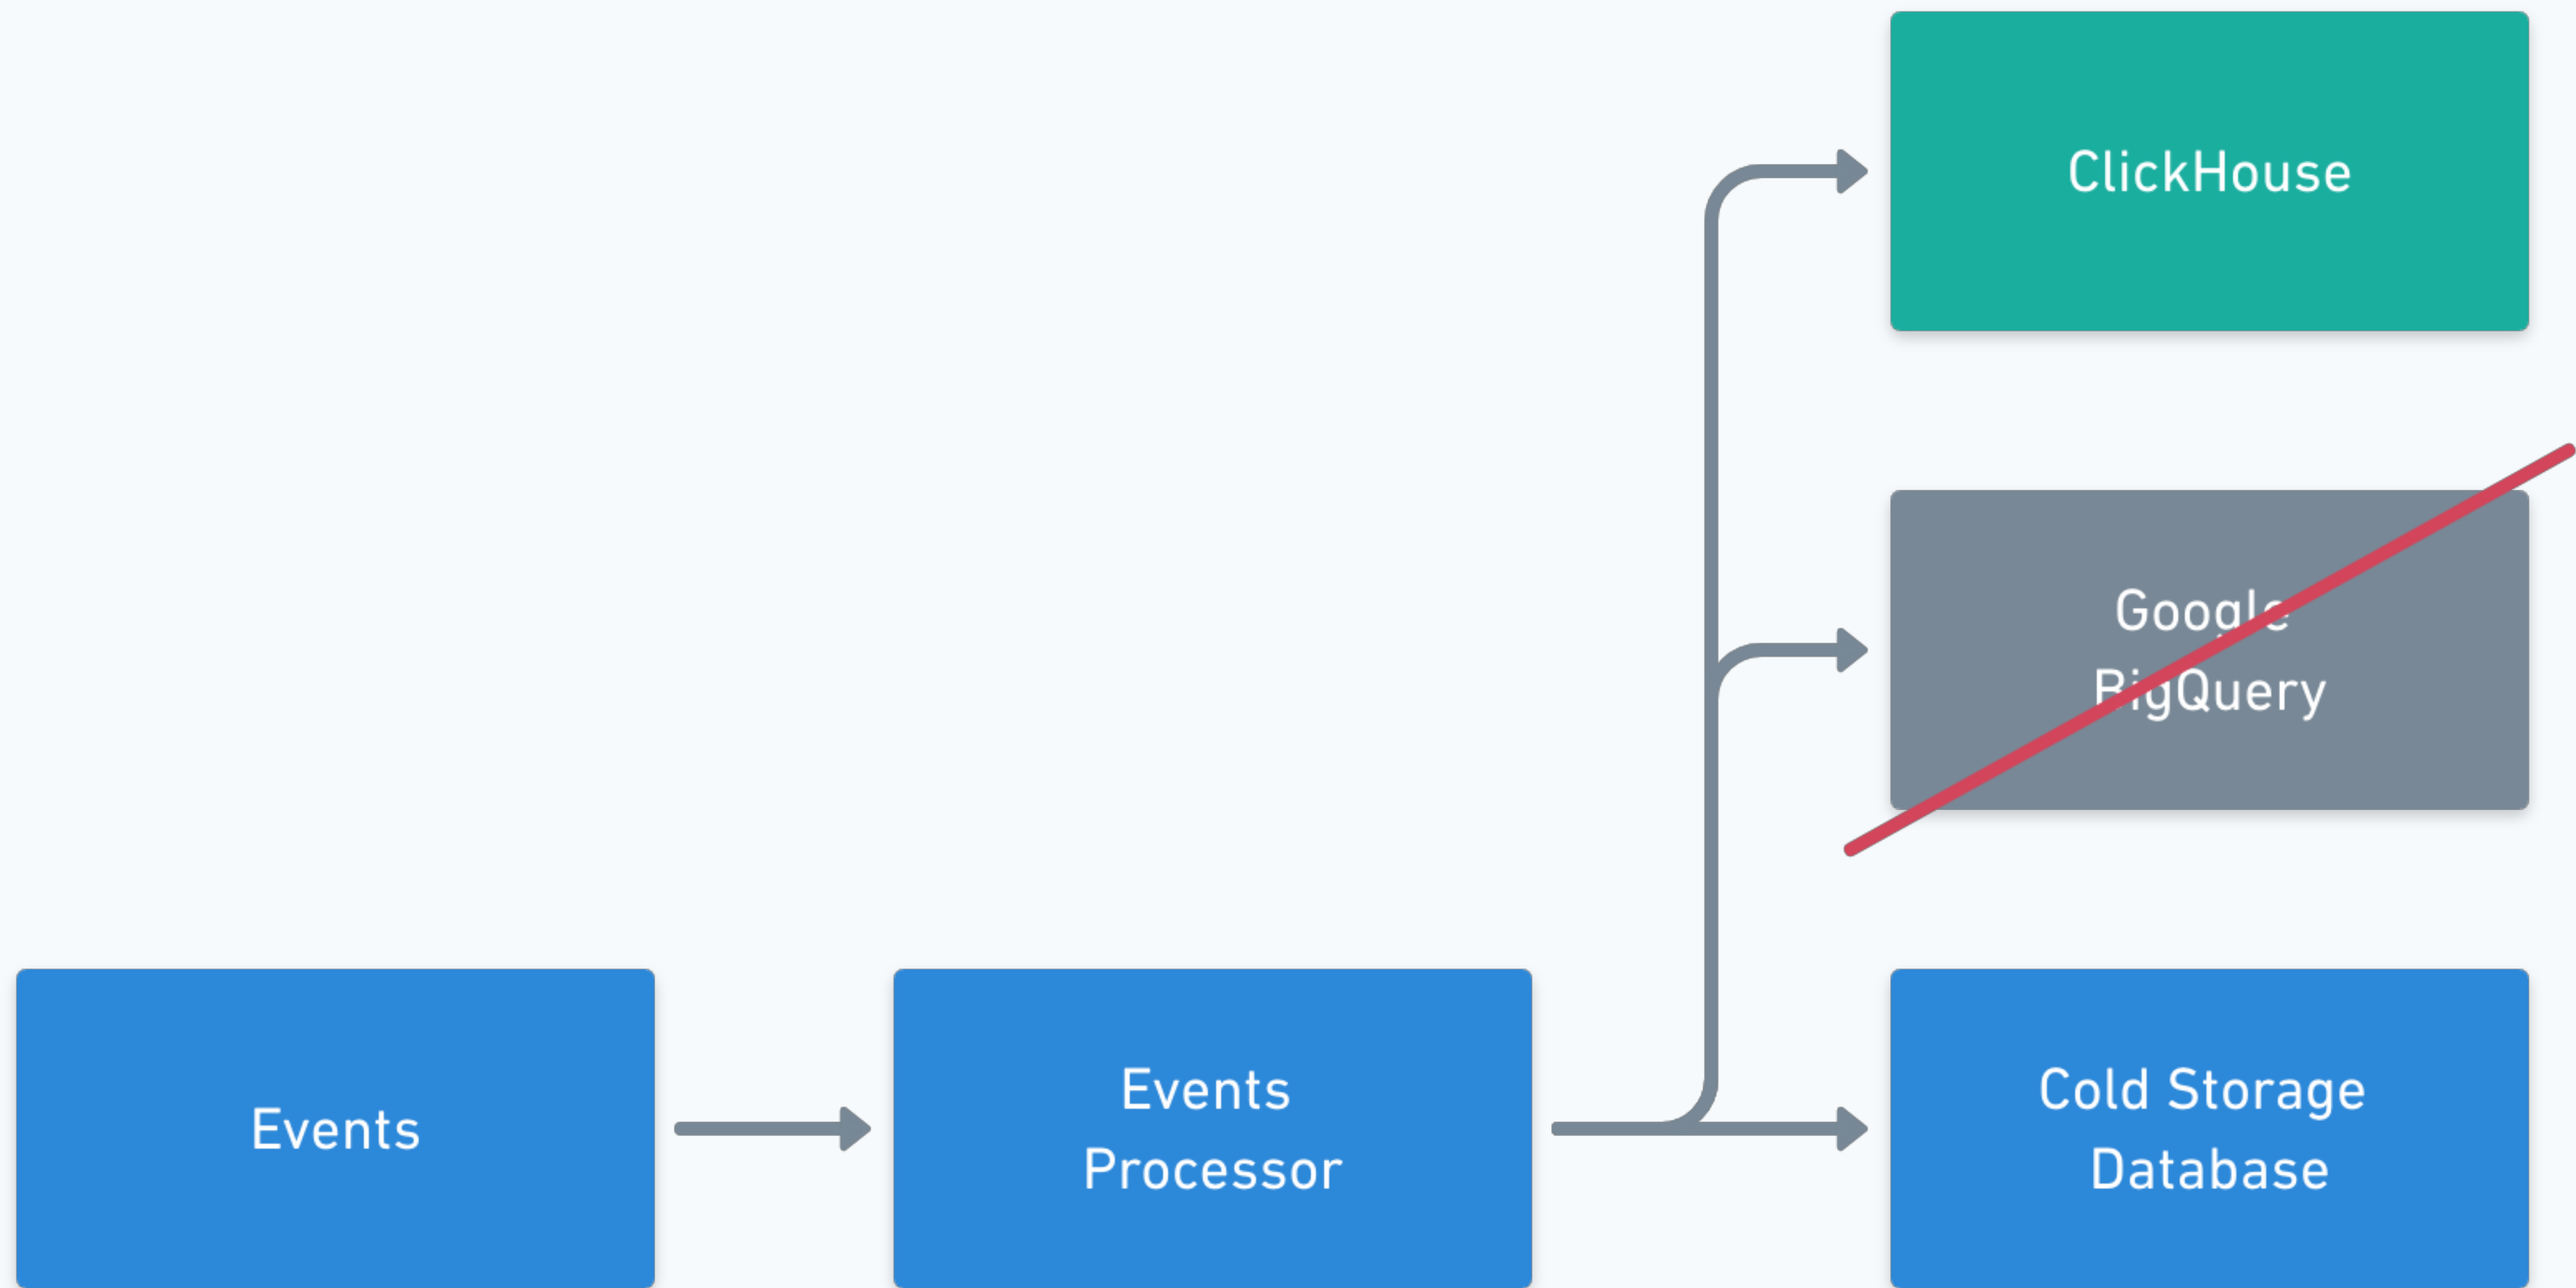 ClickHouse
Google
BigQuery
Events
Events
Processor
Cold Storage
Database